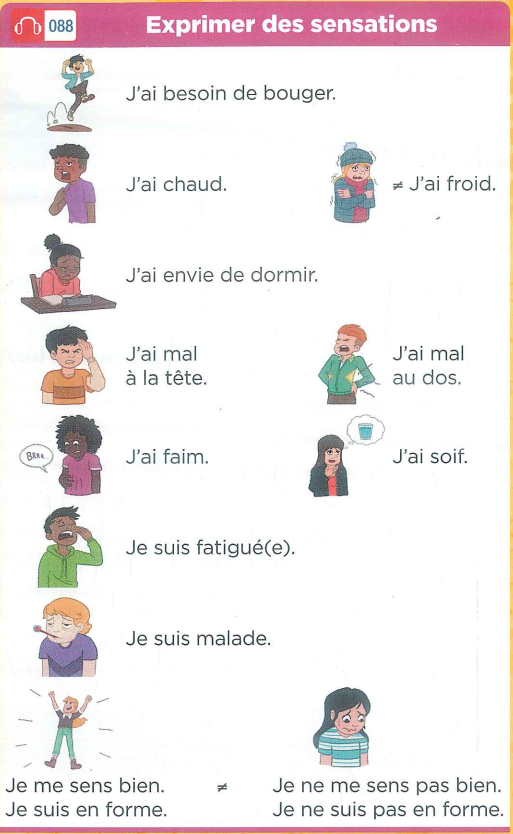 088 Exprimer des sensations
J'ai besoin de bouger.
J'ai chaud.
≠ J'ai froid.
J'ai envie de dormir.
J'ai mal
à la tête.
J'ai mal
au dos.
BRRR
J'ai faim.
J'ai soif.
Je suis fatigué(e).
Je suis malade.
Je me sens bien.
Je suis en forme.
≠
Je ne me sens pas bien.
Je ne suis pas en forme.